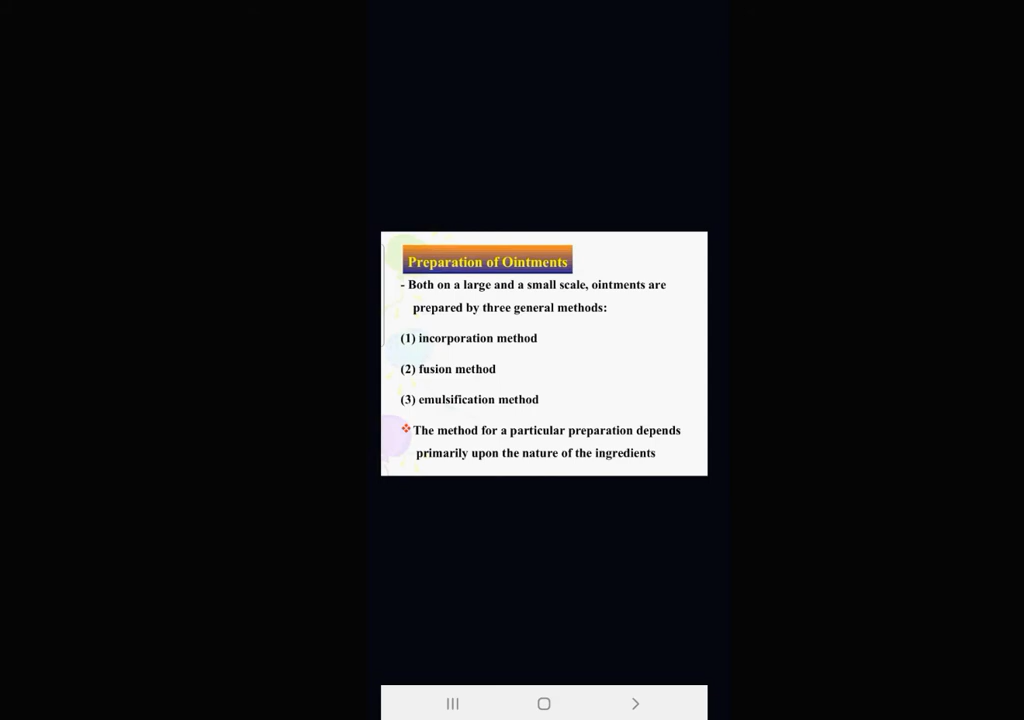 Preparation of Ointments
- Both on a large and a small scale, ointments are
prepared by three general methods:
(1) incorporation method
(2) fusion method
(3) emulsification method
❖ The method for a particular preparation depends
primarily upon the nature of the ingredients